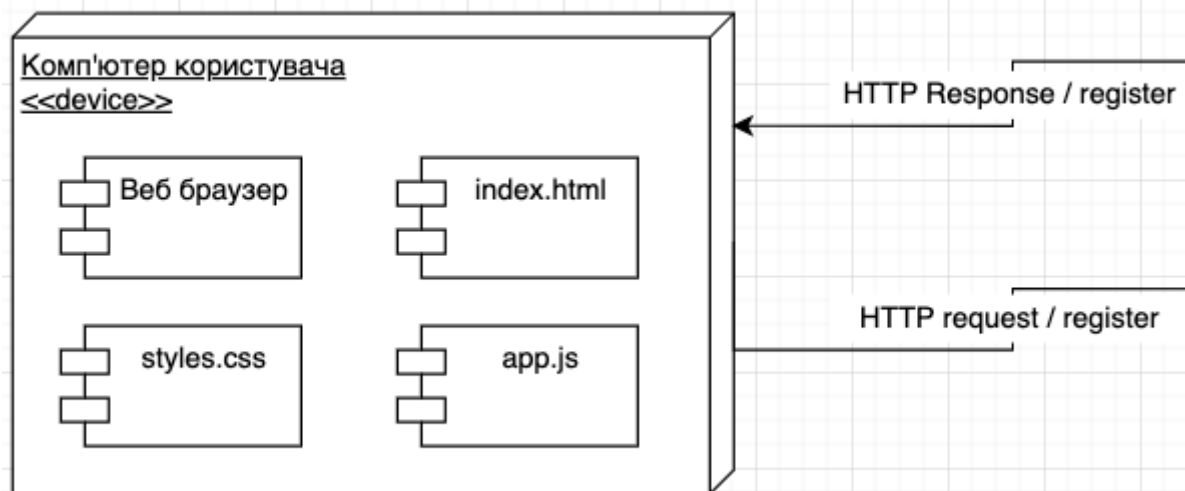 Комп'ютер користувача
<<device>>
HTTP Response / register
Веб браузер
index.html
HTTP request / register
styles.css
app.js